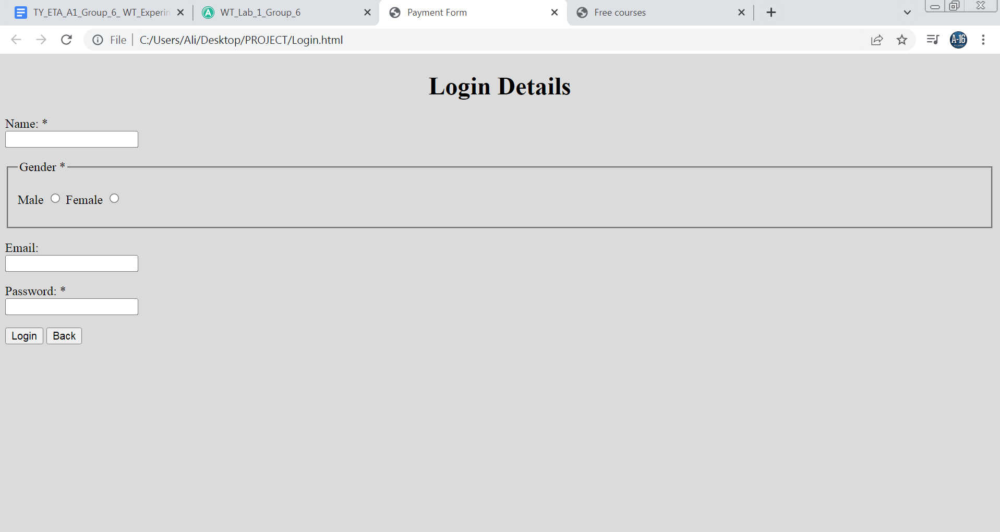 TY_ETA_A1_Group_6_ WT_Experin
WT_Lab_1_Group_6
Payment Form
Free courses
File
C:/Users/Ali/Desktop/PROJECT/Login.html
A-16
Login Details
Name: *
Gender *
Male Female
Email:
Password: *
Login Back